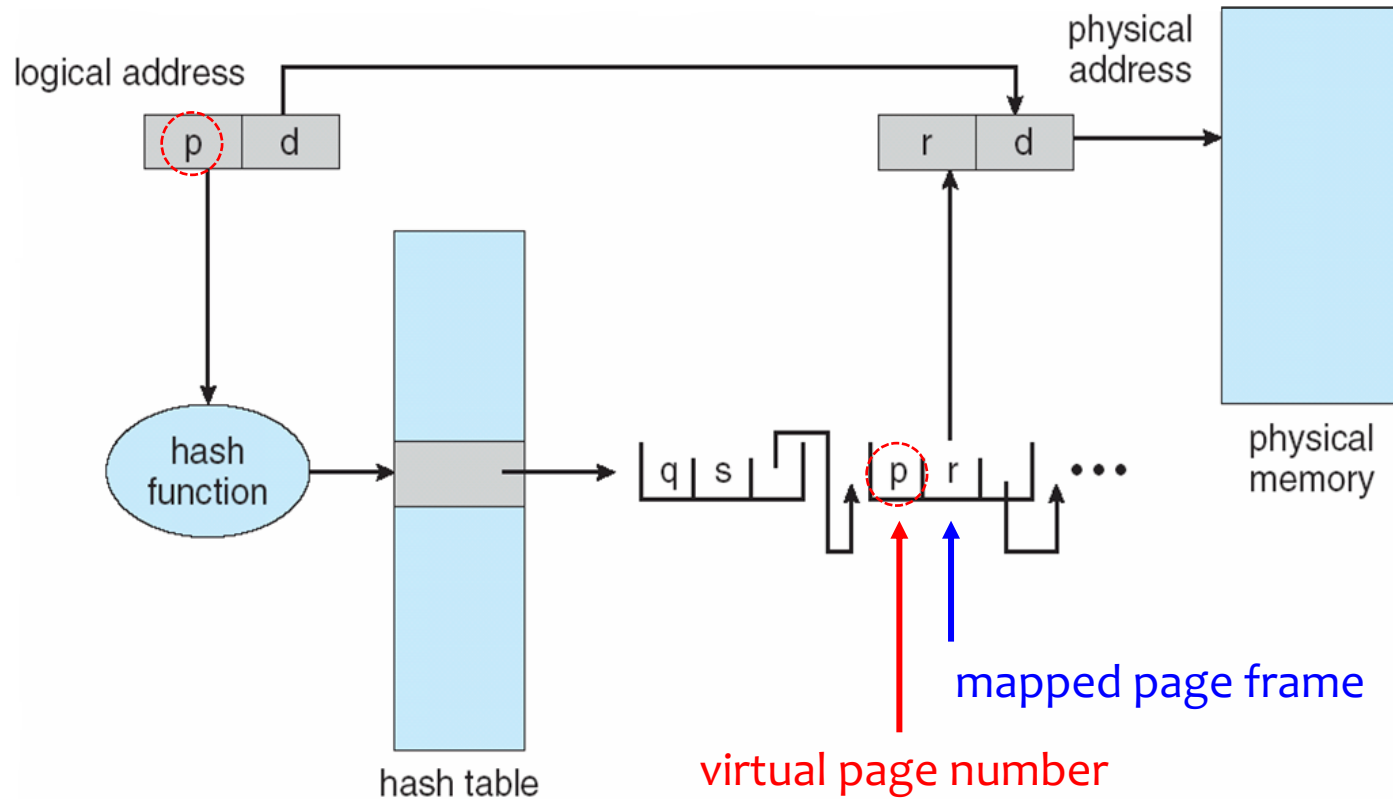 logical address
p d
physical
address
r d
hash
function
hash table
q s
p r
•••
physical
memory
mapped page frame
virtual page number